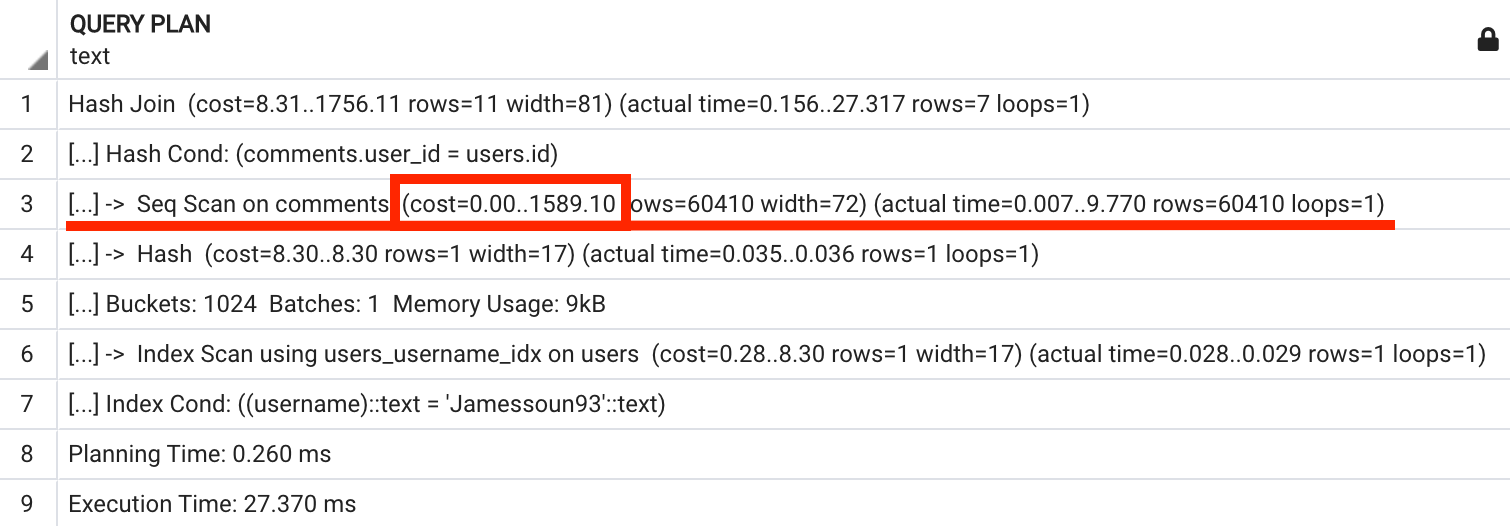 QUERY PLAN
text
1 Hash Join (cost=8.31..1756.11 rows=11 width=81) (actual time=0.156..27.317 rows=7 loops=1)
2 [...] Hash Cond: (comments.user_id = users.id)
3 [...] -> Seq Scan on comments (cost=0.00..1589.10 ows=60410 width=72) (actual time=0.007..9.770 rows=60410 loops=1)
4 [...] -> Hash (cost=8.30..8.30 rows=1 width=17) (actual time=0.035..0.036 rows=1 loops=1)
5 [...] Buckets: 1024 Batches: 1 Memory Usage: 9kB
6 [...] -> Index Scan using users_username_idx on users (cost=0.28..8.30 rows=1 width=17) (actual time=0.028..0.029 rows=1 loops=1)
7 [...] Index Cond: ((username)::text = 'Jamessoun93'::text)
8 Planning Time: 0.260 ms
9 Execution Time: 27.370 ms